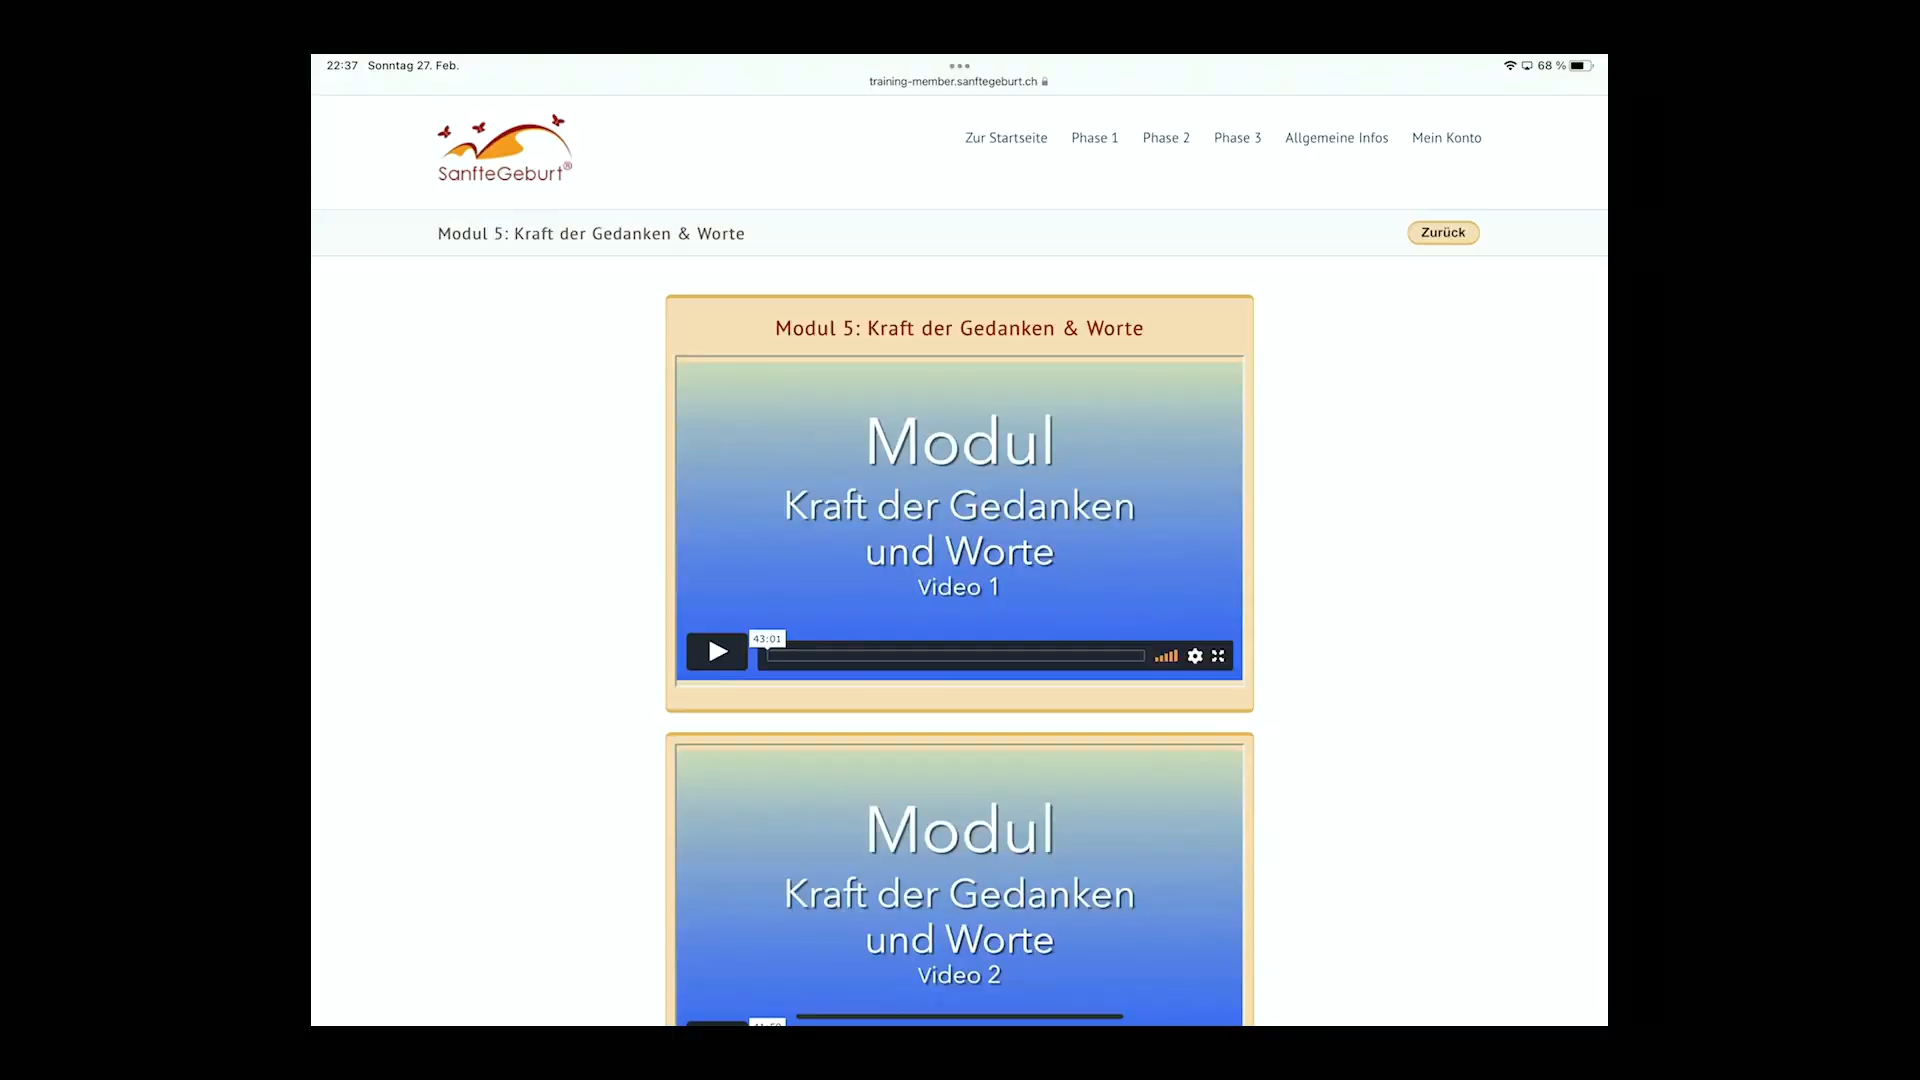 22:37 Sonntag 27. Feb.
68 %
training-member.sanftegeburt.ch
SanfteGeburt®
Zur Startseite Phase 1 Phase 2 Phase 3 Allgemeine Infos Mein Konto
Modul 5: Kraft der Gedanken & Worte
Zurück
Modul 5: Kraft der Gedanken & Worte
Modul
Kraft der Gedanken
und Worte
Video 1
43:01
Modul
Kraft der Gedanken
und Worte
Video 2